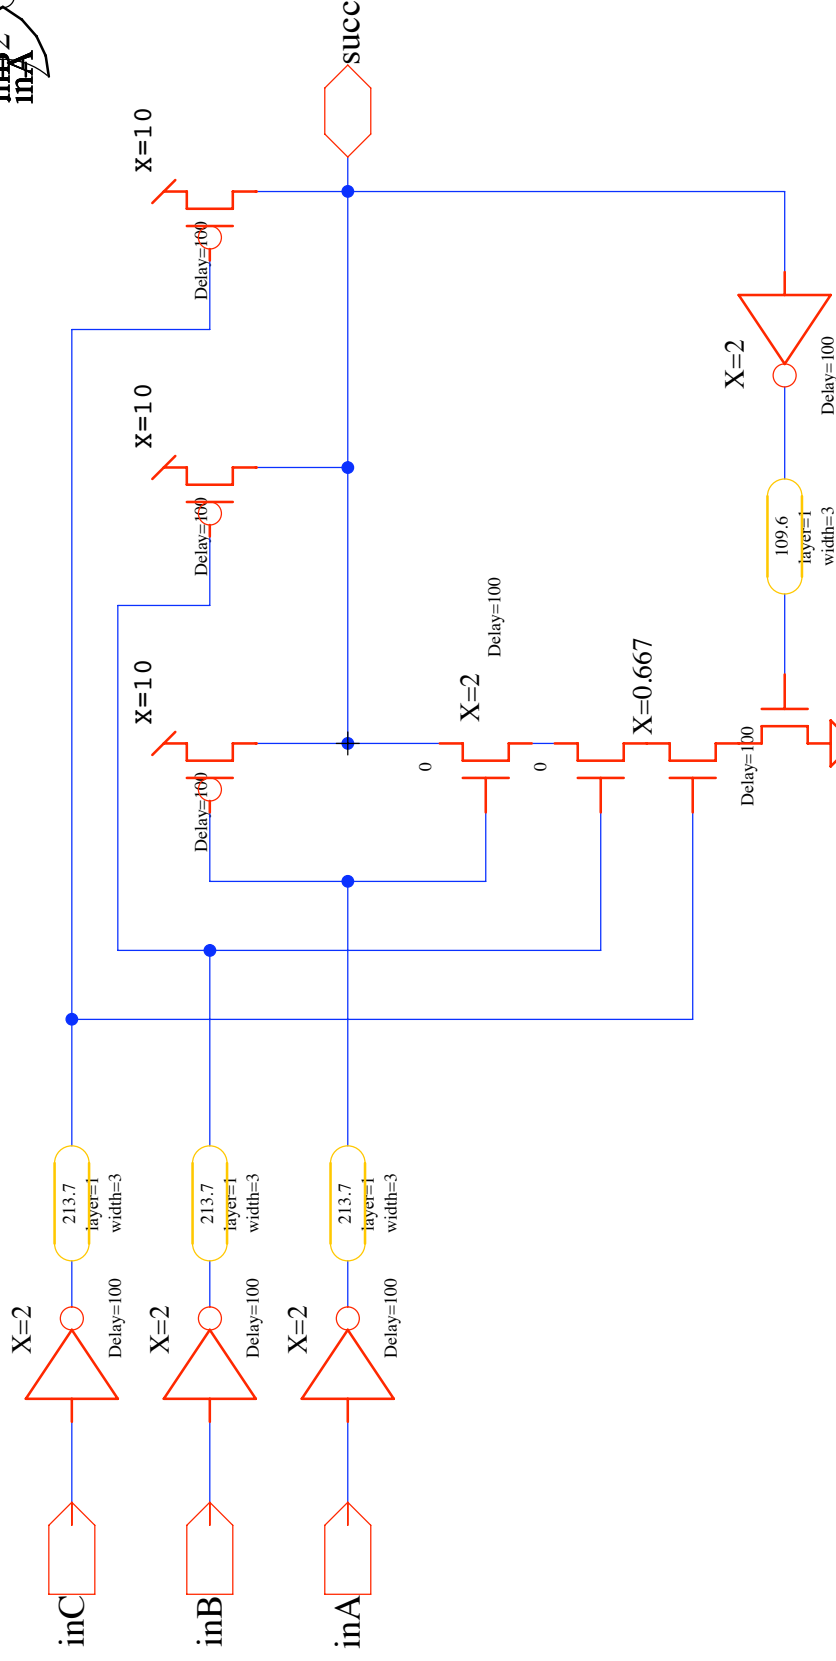 inA
succ
X=10
Delay=100
X=10
Delay=100
X=10
Delay=100
X=2
Delay=100
109.6
layer=1
width=3
X=2
Delay=100
0
0
X=0.667
Delay=100
213.7
layer=1
width=3
213.7
layer=1
width=3
213.7
layer=1
width=3
X=2
Delay=100
X=2
Delay=100
X=2
Delay=100
inC
inB
inA